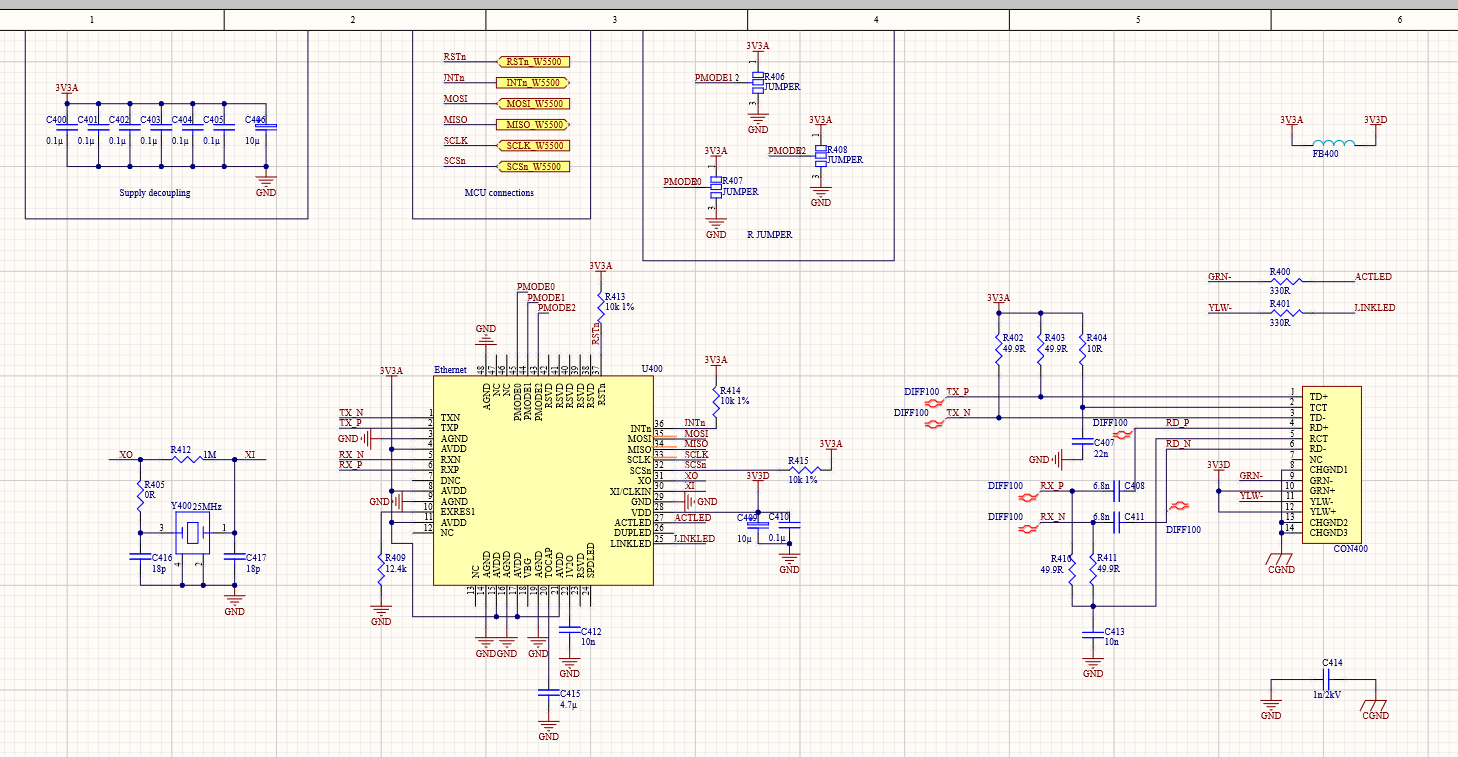 1 2 3 4 5 6
3V3A
C400 C401 C402 C403 C404 C405 C406
0.1µ 0.1µ 0.1µ 0.1µ 0.1µ 0.1µ 10µ
GND
Supply decoupling
RSTn RSTn_W5500
INTn INTn_W5500
MOSI MOSI_W5500
MISO MISO_W5500
SCLK SCLK_W5500
SCSn SCSn_W5500
MCU connections
3V3A
1
PMODE1 2 R406
JUMPER
3
GND
3V3A
1
PMODE2 R408
JUMPER
3
GND
3V3A
1
PMODE0 R407
JUMPER
3
GND
R JUMPER
3V3A 3V3D
FB400
GRN- R400 ACTLED
330R
YLW- R401 LINKLED
330R
XO R412 1M XI
R405
0R
Y400 25MHz
3 1
4 2
C416
18p
C417
18p
GND
3V3A
PMODE0
PMODE1
PMODE2
R413
10k 1%
RSTn
GND
Ethernet U400
48 47 46 45 44 43 42 41 40 39 38 37
AGND NC NC PMODE0 PMODE1 PMODE2 RSVD RSVD RSVD RSVD RSVD RSTn
3V3A
TX_N 1 TXN
TX_P 2 TXP
GND 3 AGND
4 AVDD
RX_N 5 RXN
RX_P 6 RXP
7 DNC
8 AVDD
GND 9 AGND
10 EXRES1
11 AVDD
12 NC
INTn 36 INTn
MOSI 35 MOSI
MISO 34 MISO
SCLK 33 SCLK
SCSn 32 SCSn
XO 31 XO
XI/CLKIN 30 XI
GND 29 GND
VDD 28
ACTLED 27 ACTLED
DUPLED 26
LINKLED 25 LINKLED
NC AGND AVDD AGND AVDD VBG AGND TOCAP AVDD 1V2O RSVD SPDLED
13 14 15 16 17 18 19 20 21 22 23 24
R409
12.4k
GND
GND GND GND
C412
10n
GND
C415
4.7µ
GND
3V3A
R414
10k 1%
3V3A
R415
10k 1%
3V3D
C409
10µ
C410
0.1µ
GND
3V3A
R402
49.9R
R403
49.9R
R404
10R
DIFF100 TX_P
DIFF100 TX_N
DIFF100 RD_P
RD_N
C407
22n
GND
DIFF100 RX_P 6.8n C408
DIFF100 RX_N 6.8n C411
DIFF100
R410
49.9R
R411
49.9R
C413
10n
GND
3V3D
GRN-
YLW-
1 TD+
2 TCT
3 TD-
4 RD+
5 RCT
6 RD-
7 NC
8 CHGND1
9 GRN-
10 GRN+
11 YLW-
12 YLW+
13 CHGND2
14 CHGND3
CON400
CGND
C414
1n/2kV
GND CGND